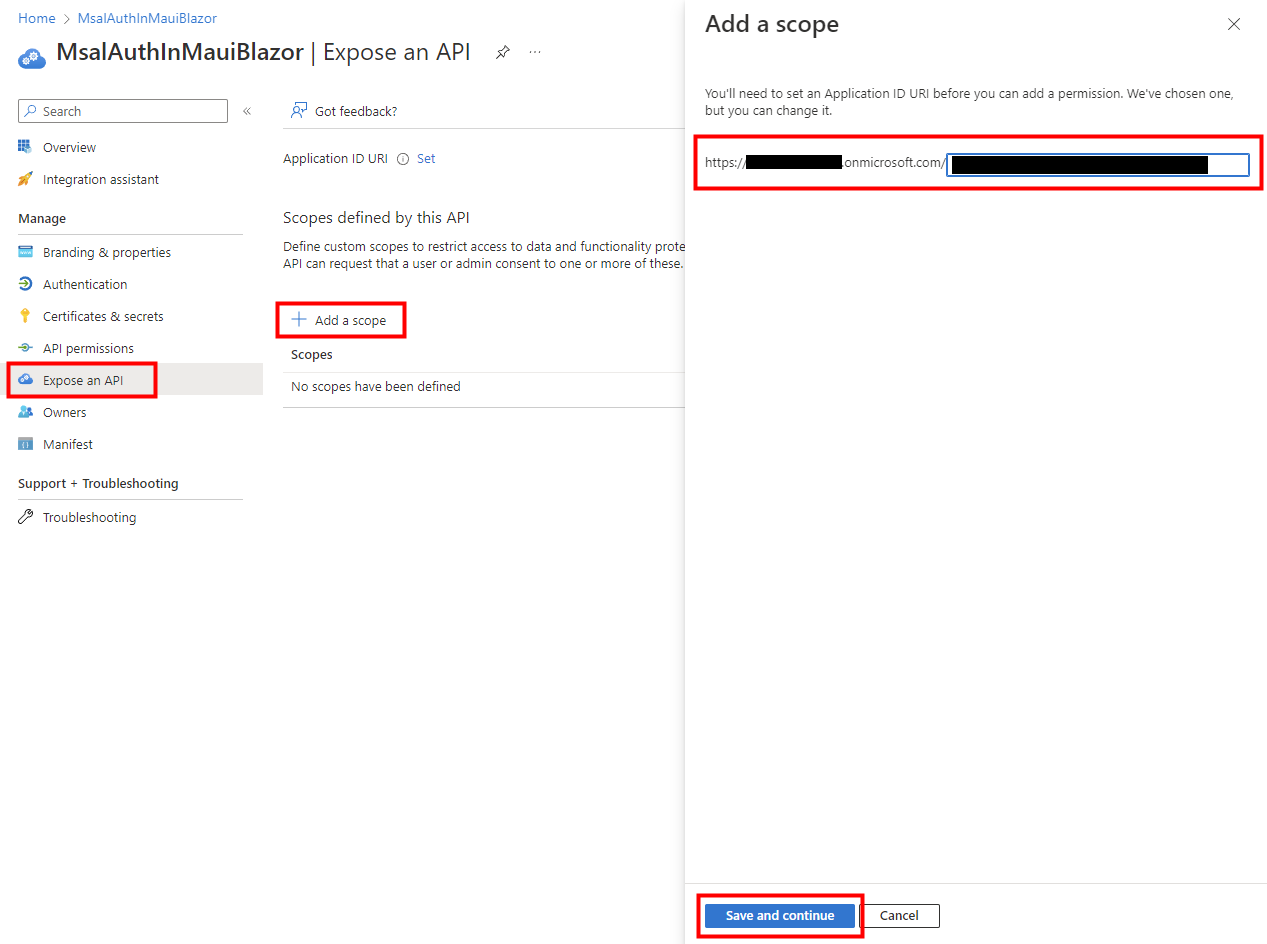 Home > MsalAuthInMauiBlazor
MsalAuthInMauiBlazor | Expose an API
Search
Overview
Integration assistant
Manage
Branding & properties
Authentication
Certificates & secrets
API permissions
Expose an API
Owners
Manifest
Support + Troubleshooting
Troubleshooting
Got feedback?
Application ID URI Set
Scopes defined by this API
Define custom scopes to restrict access to data and functionality prote
API can request that a user or admin consent to one or more of these.
Add a scope
Scopes
No scopes have been defined
Add a scope
You'll need to set an Application ID URI before you can add a permission. We've chosen one,
but you can change it.
https:// .onmicrosoft.com/
Save and continue
Cancel